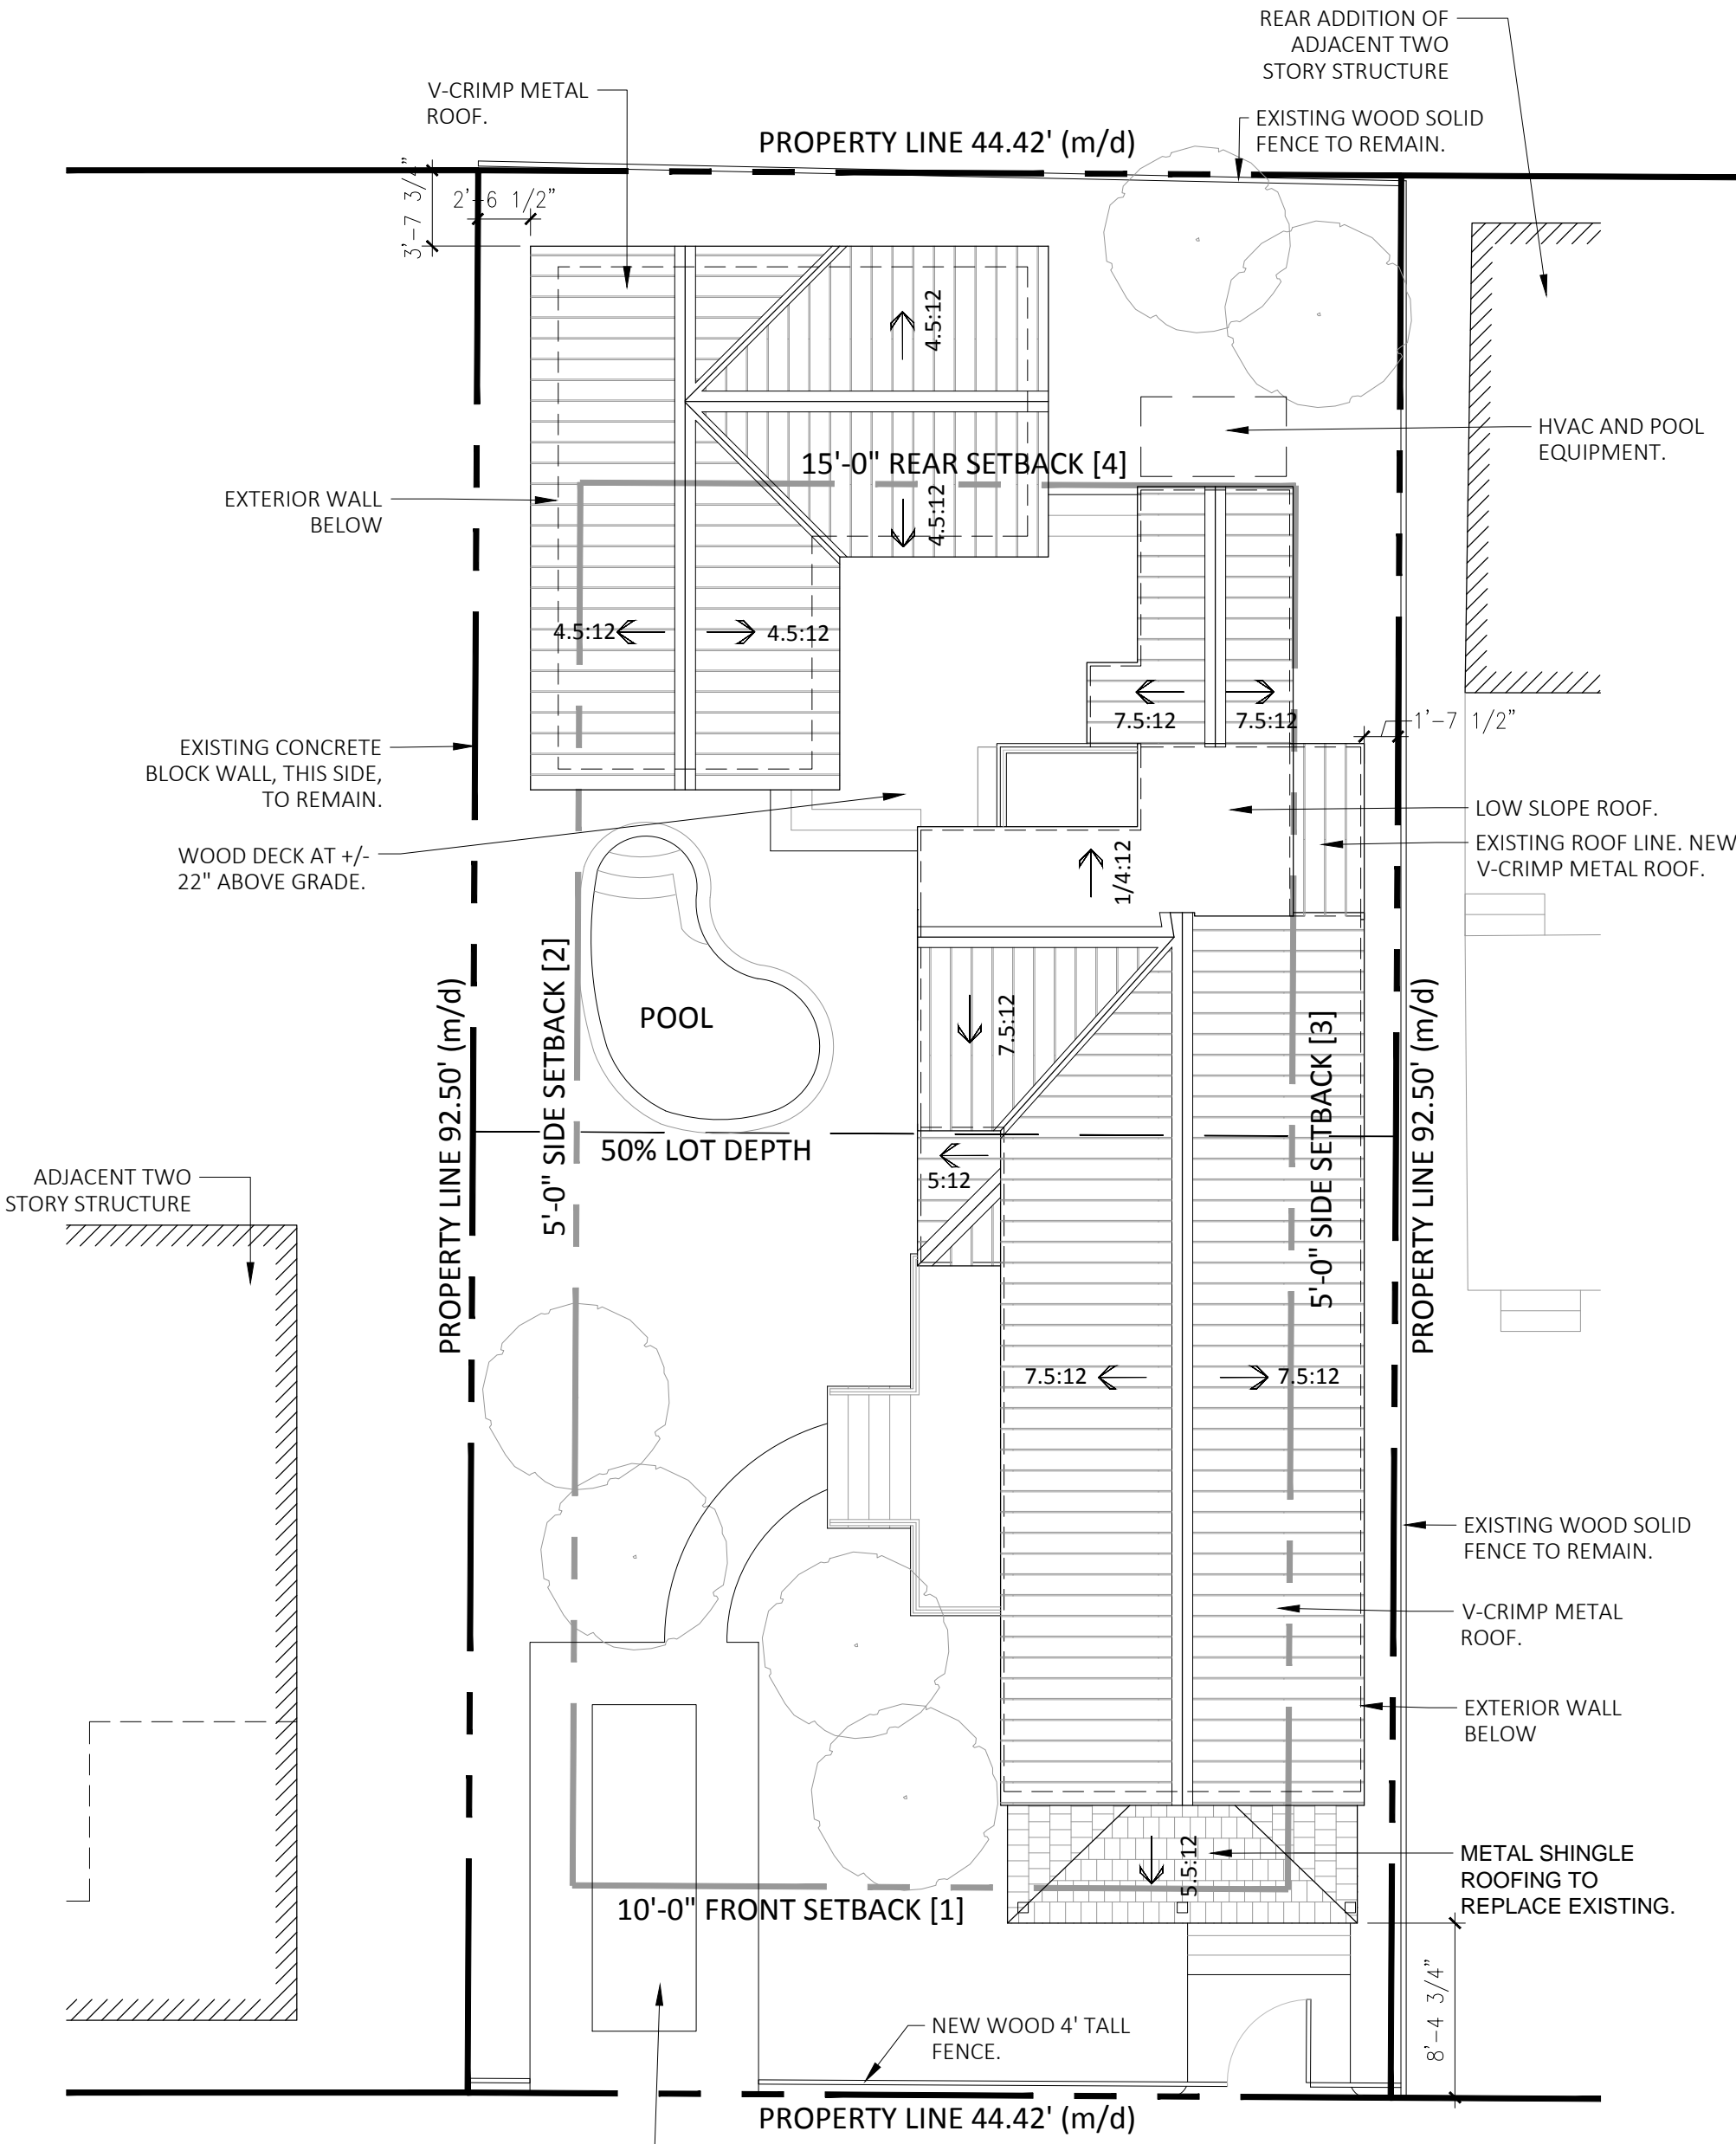 REAR ADDITION OF
ADJACENT TWO
STORY STRUCTURE
V-CRIMP METAL
ROOF.
EXISTING WOOD SOLID
FENCE TO REMAIN.
PROPERTY LINE 44.42' (m/d)
3'-7 3/4"
2'-6 1/2"
4.5:12
HVAC AND POOL
EQUIPMENT.
15'-0" REAR SETBACK [4]
EXTERIOR WALL
BELOW
4.5:12
4.5:12
4.5:12
7.5:12
7.5:12
1'-7 1/2"
EXISTING CONCRETE
BLOCK WALL, THIS SIDE,
TO REMAIN.
LOW SLOPE ROOF.
EXISTING ROOF LINE. NEW
V-CRIMP METAL ROOF.
WOOD DECK AT +/-
22" ABOVE GRADE.
1/4:12
PROPERTY LINE 92.50' (m/d)
5'-0" SIDE SETBACK [2]
POOL
7.5:12
5'-0" SIDE SETBACK [3]
PROPERTY LINE 92.50' (m/d)
50% LOT DEPTH
5:12
ADJACENT TWO
STORY STRUCTURE
7.5:12
7.5:12
EXISTING WOOD SOLID
FENCE TO REMAIN.
V-CRIMP METAL
ROOF.
EXTERIOR WALL
BELOW
5.5:12
METAL SHINGLE
ROOFING TO
REPLACE EXISTING.
10'-0" FRONT SETBACK [1]
8'-4 3/4"
NEW WOOD 4' TALL
FENCE.
PROPERTY LINE 44.42' (m/d)